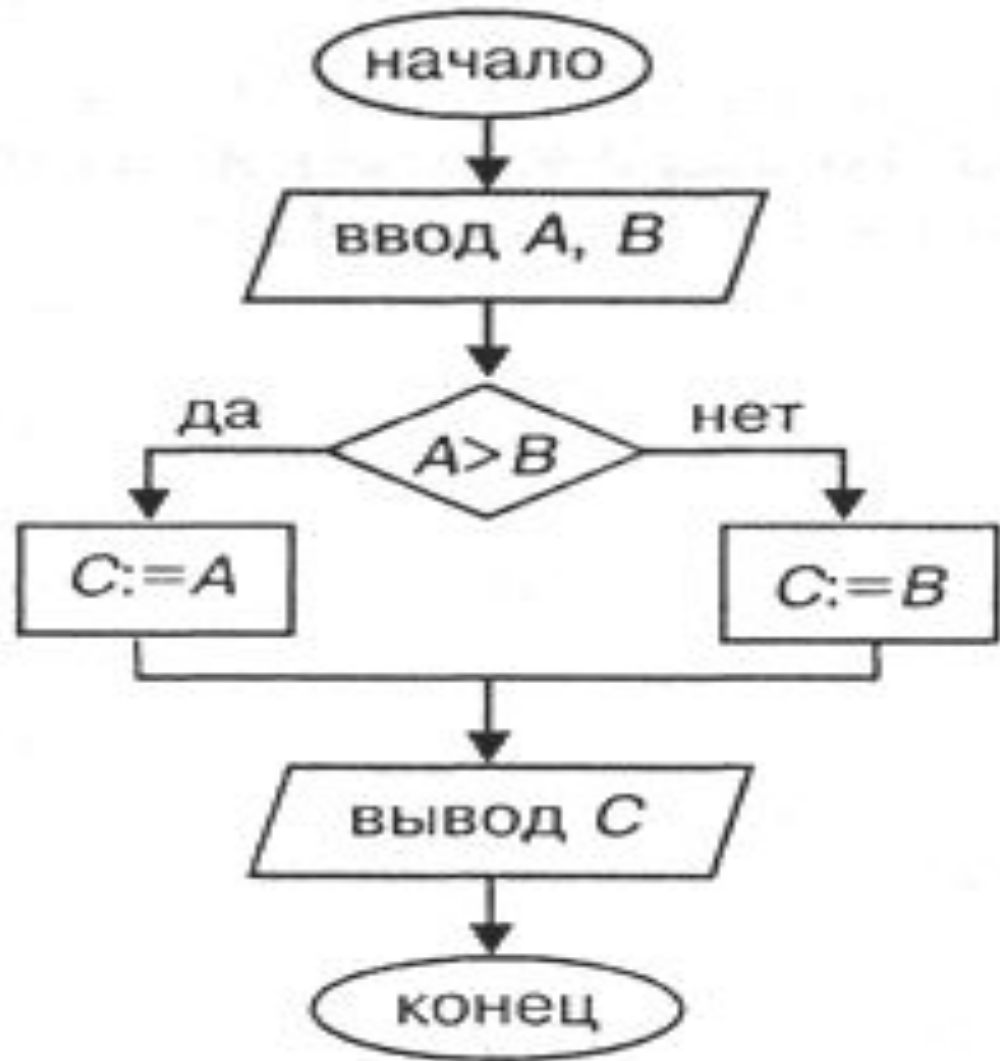 начало
ввод A, B
да
нет
A>B
C:=A
C:=B
вывод C
конец